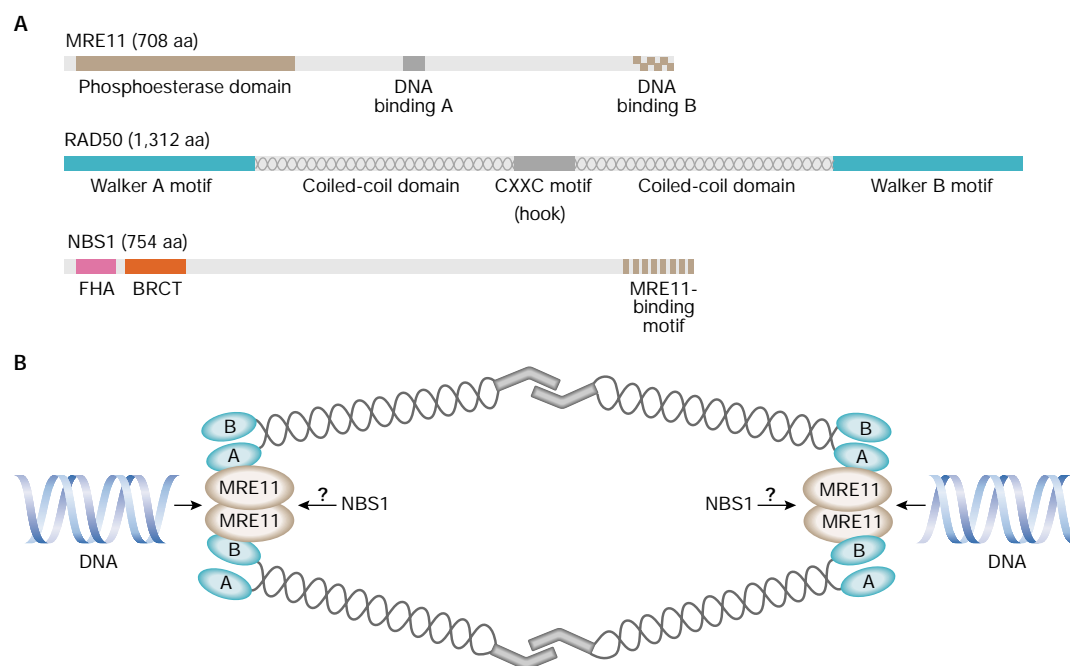 A
MRE11 (708 aa)
Phosphoesterase domain
DNA
binding A
DNA
binding B
RAD50 (1,312 aa)
Walker A motif
Coiled-coil domain
CXXC motif
(hook)
Coiled-coil domain
Walker B motif
NBS1 (754 aa)
FHA
BRCT
MRE11-
binding
motif
B
DNA
B
A
MRE11
MRE11
B
A
? NBS1
NBS1 ?
B
A
MRE11
MRE11
B
A
DNA